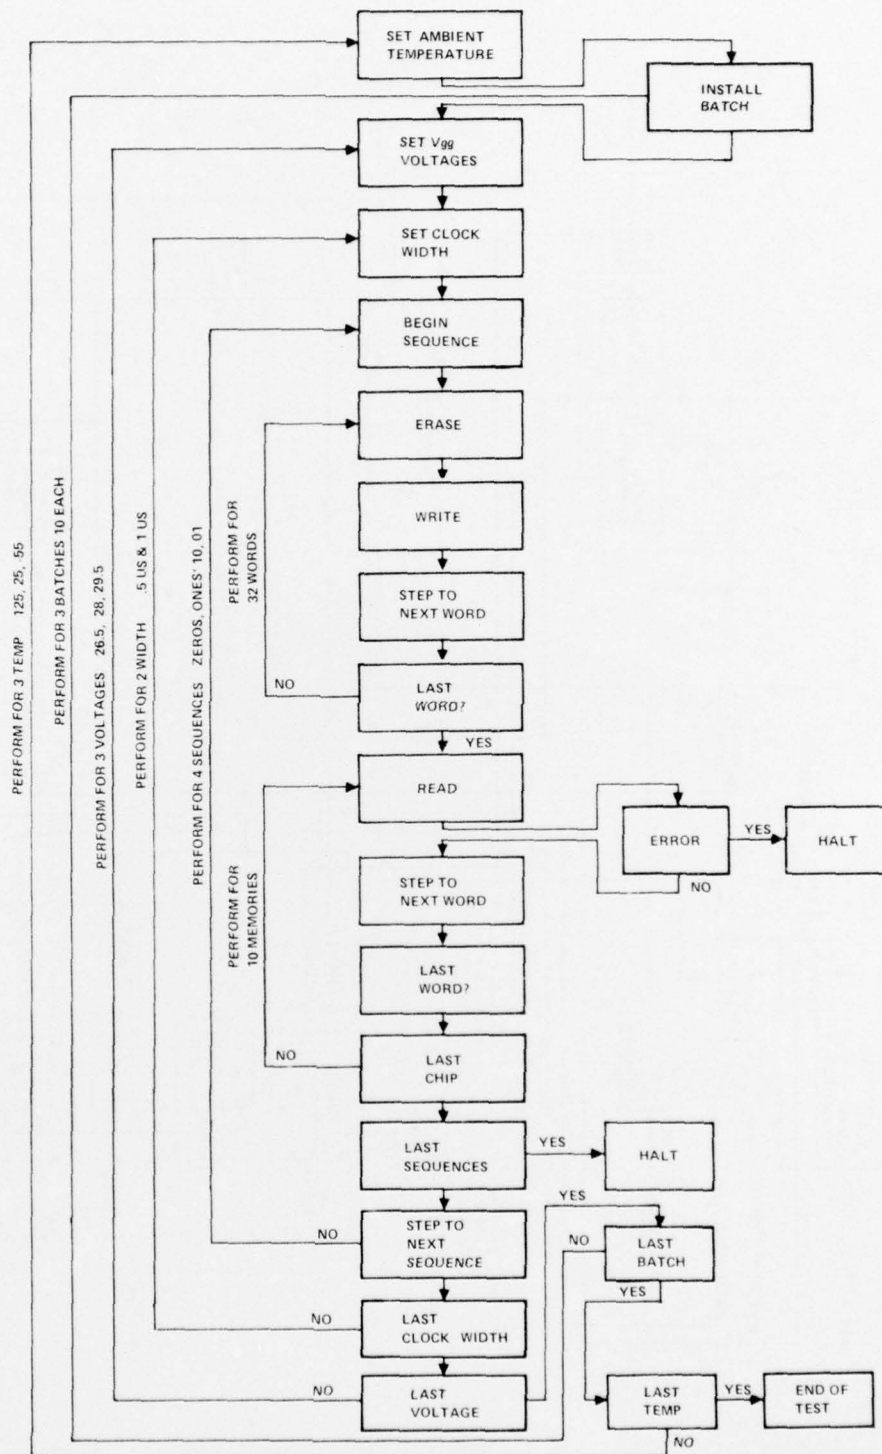 SET AMBIENT
TEMPERATURE
INSTALL
BATCH
SET Vgg
VOLTAGES
SET CLOCK
WIDTH
BEGIN
SEQUENCE
ERASE
WRITE
STEP TO
NEXT WORD
LAST
WORD?
NO
YES
READ
ERROR
YES
NO
HALT
STEP TO
NEXT WORD
LAST
WORD?
LAST
CHIP
NO
LAST
SEQUENCES
YES
HALT
STEP TO
NEXT
SEQUENCE
NO
YES
LAST
BATCH
NO
YES
LAST
CLOCK WIDTH
NO
LAST
VOLTAGE
NO
LAST
TEMP
YES
NO
END OF
TEST
PERFORM FOR 3 TEMP 125, 25, .55
PERFORM FOR 3 BATCHES 10 EACH
PERFORM FOR 3 VOLTAGES 26.5, 28, 29.5
PERFORM FOR 2 WIDTH .5 US & 1 US
PERFORM FOR 4 SEQUENCES ZEROS, ONES' 10, 01
PERFORM FOR
32 WORDS
PERFORM FOR
10 MEMORIES